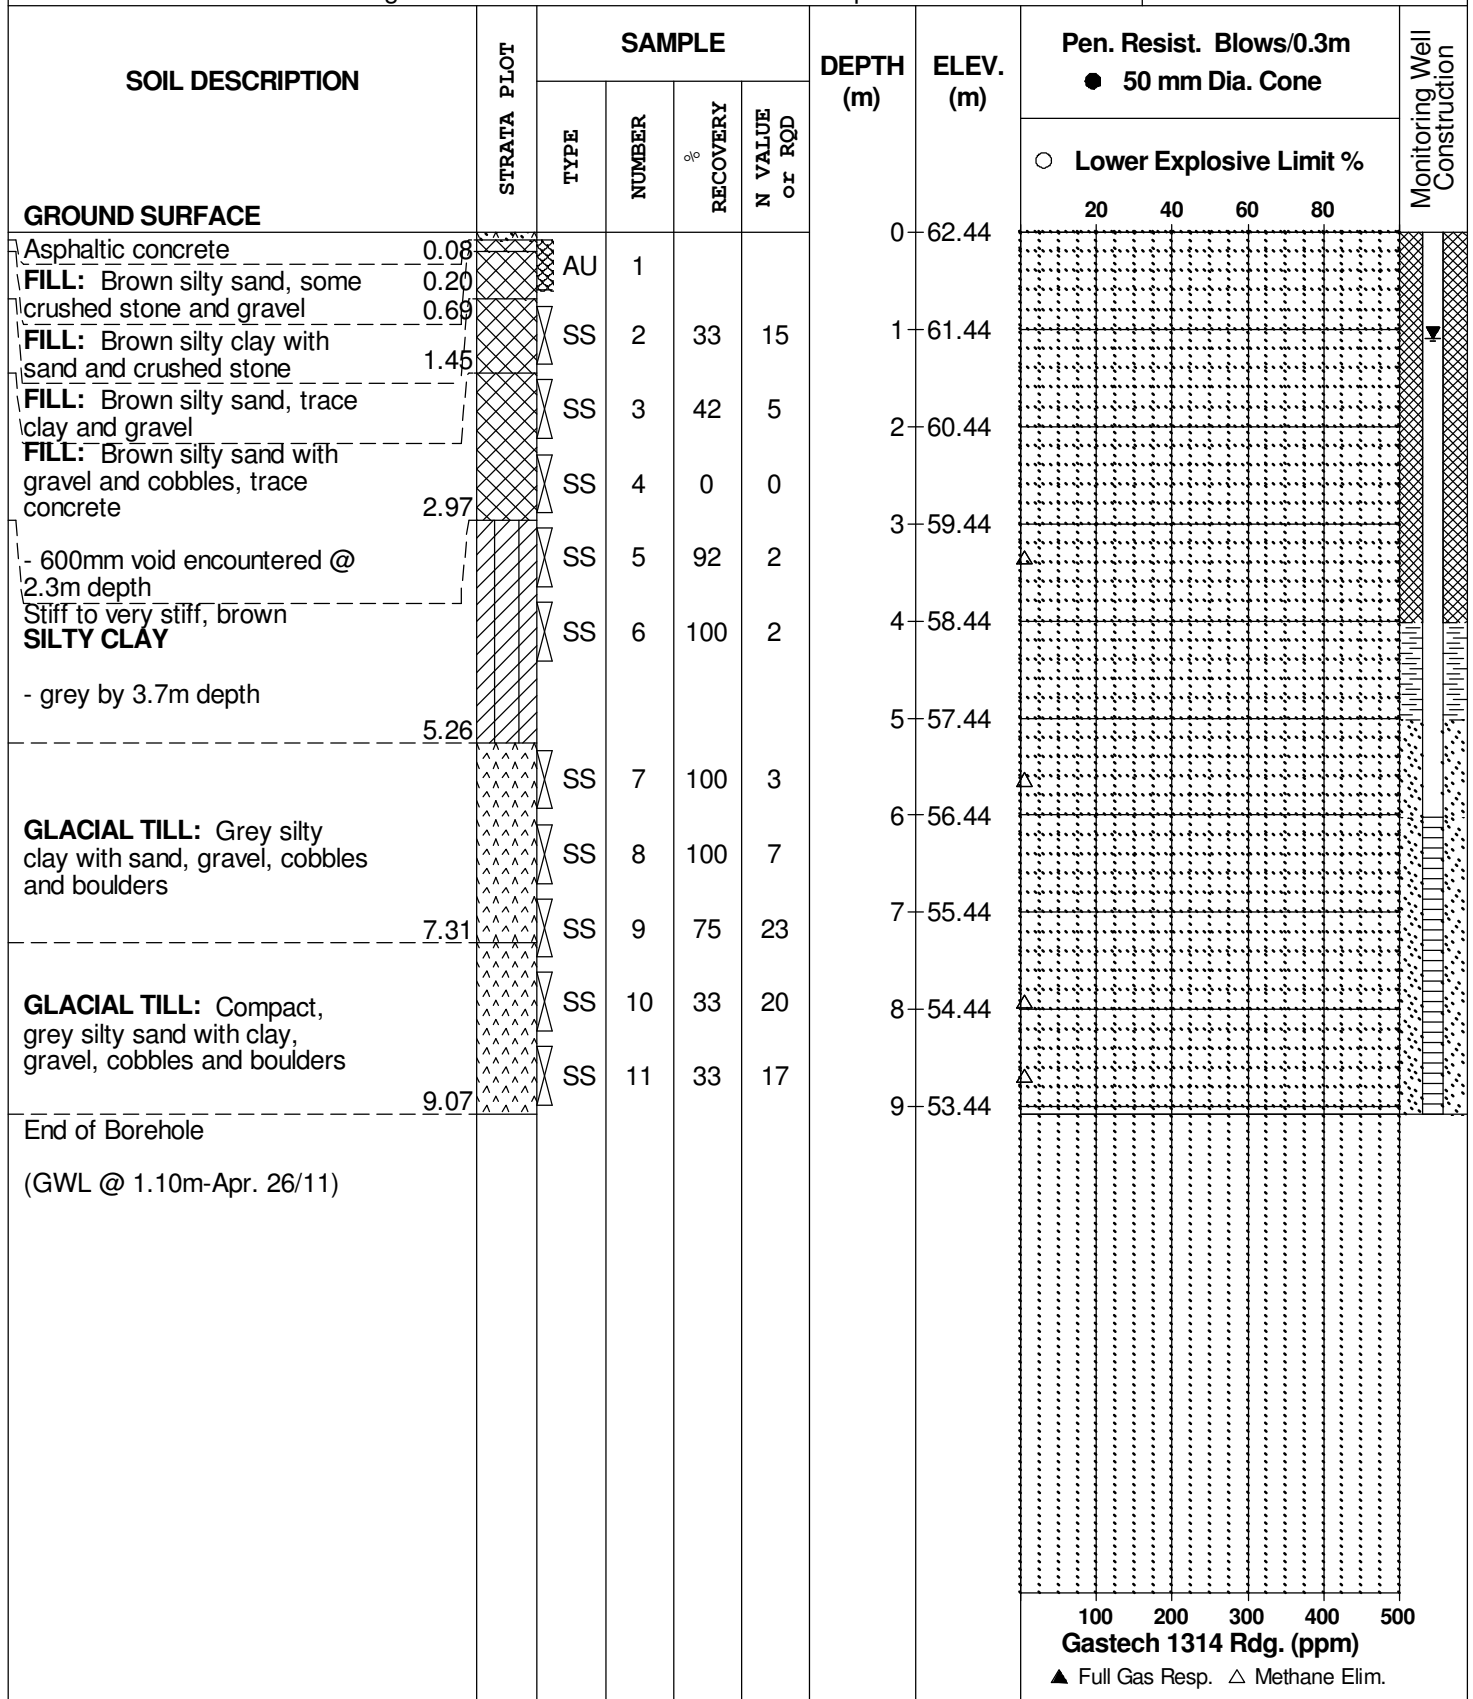 SOIL DESCRIPTION
STRATA PLOT
SAMPLE
TYPE
NUMBER
% RECOVERY
N VALUE or RQD
DEPTH (m)
ELEV. (m)
Pen. Resist. Blows/0.3m
● 50 mm Dia. Cone
○ Lower Explosive Limit %
20 40 60 80
Monitoring Well Construction
GROUND SURFACE
0 62.44
Asphaltic concrete 0.08
AU 1
FILL: Brown silty sand, some 0.20
crushed stone and gravel 0.69
FILL: Brown silty clay with
SS 2 33 15
1 61.44
sand and crushed stone 1.45
FILL: Brown silty sand, trace
SS 3 42 5
clay and gravel
2 60.44
FILL: Brown silty sand with
gravel and cobbles, trace
SS 4 0 0
concrete 2.97
3 59.44
- 600mm void encountered @
SS 5 92 2
2.3m depth
Stiff to very stiff, brown
4 58.44
SILTY CLAY
SS 6 100 2
- grey by 3.7m depth
5.26
5 57.44
SS 7 100 3
6 56.44
GLACIAL TILL: Grey silty
clay with sand, gravel, cobbles
SS 8 100 7
and boulders
7 55.44
7.31
SS 9 75 23
GLACIAL TILL: Compact,
SS 10 33 20
8 54.44
grey silty sand with clay,
gravel, cobbles and boulders
SS 11 33 17
9.07
9 53.44
End of Borehole
(GWL @ 1.10m-Apr. 26/11)
100 200 300 400 500
Gastech 1314 Rdg. (ppm)
▲ Full Gas Resp. △ Methane Elim.